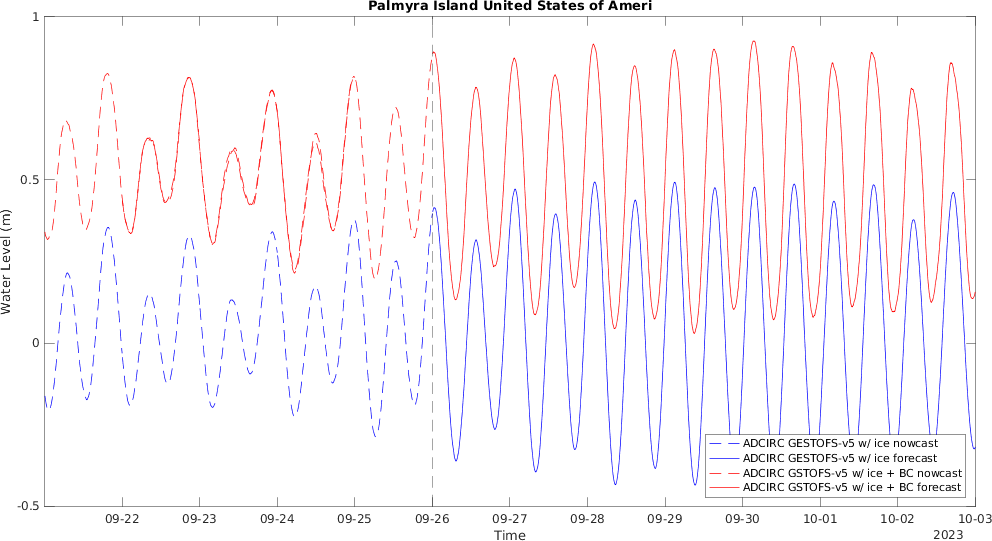 Palmyra Island United States of Ameri
1
0.5
0
-0.5
Water Level (m)
09-22 09-23 09-24 09-25 09-26 09-27 09-28 09-29 09-30 10-01 10-02 10-03
Time
2023
ADCIRC GESTOFS-v5 w/ ice nowcast
ADCIRC GESTOFS-v5 w/ ice forecast
ADCIRC GSTOFS-v5 w/ ice + BC nowcast
ADCIRC GSTOFS-v5 w/ ice + BC forecast